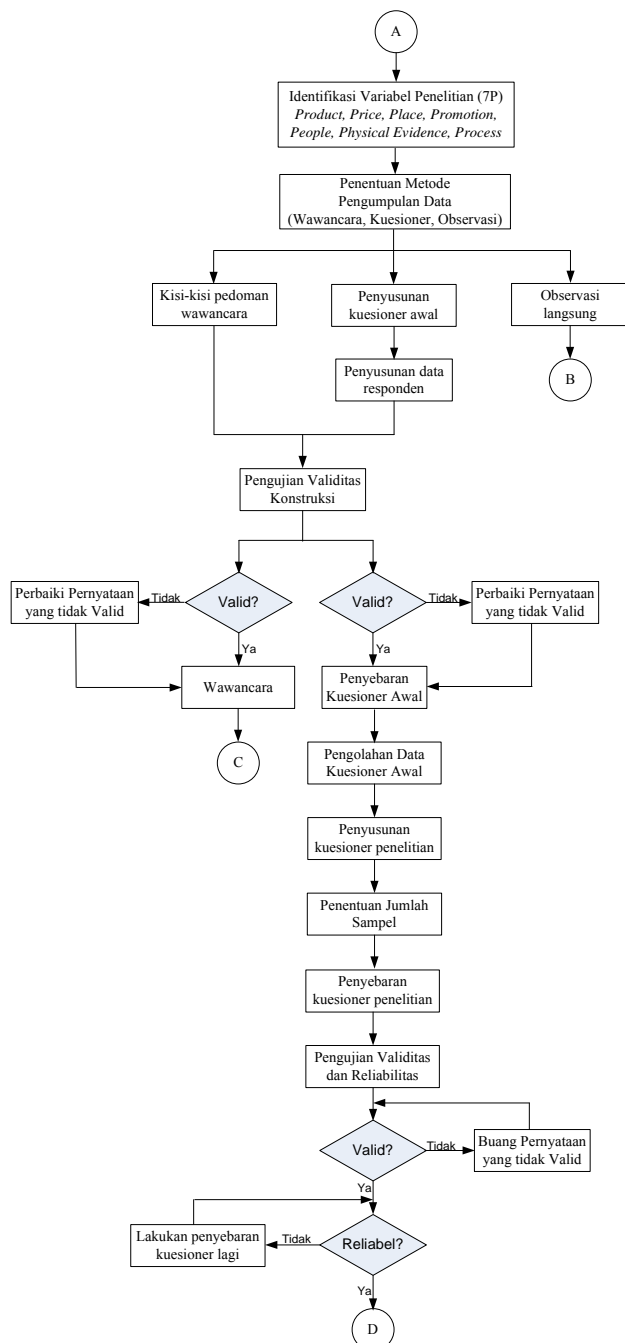 A
Identifikasi Variabel Penelitian (7P)
Product, Price, Place, Promotion,
People, Physical Evidence, Process
Penentuan Metode
Pengumpulan Data
(Wawancara, Kuesioner, Observasi)
Kisi-kisi pedoman
wawancara
Penyusunan
kuesioner awal
Observasi
langsung
Penyusunan data
responden
B
Pengujian Validitas
Konstruksi
Perbaiki Pernyataan
yang tidak Valid
Tidak
Valid?
Valid?
Tidak
Perbaiki Pernyataan
yang tidak Valid
Ya
Ya
Wawancara
Penyebaran
Kuesioner Awal
C
Pengolahan Data
Kuesioner Awal
Penyusunan
kuesioner penelitian
Penentuan Jumlah
Sampel
Penyebaran
kuesioner penelitian
Pengujian Validitas
dan Reliabilitas
Valid?
Tidak
Buang Pernyataan
yang tidak Valid
Ya
Lakukan penyebaran
kuesioner lagi
Tidak
Reliabel?
Ya
D